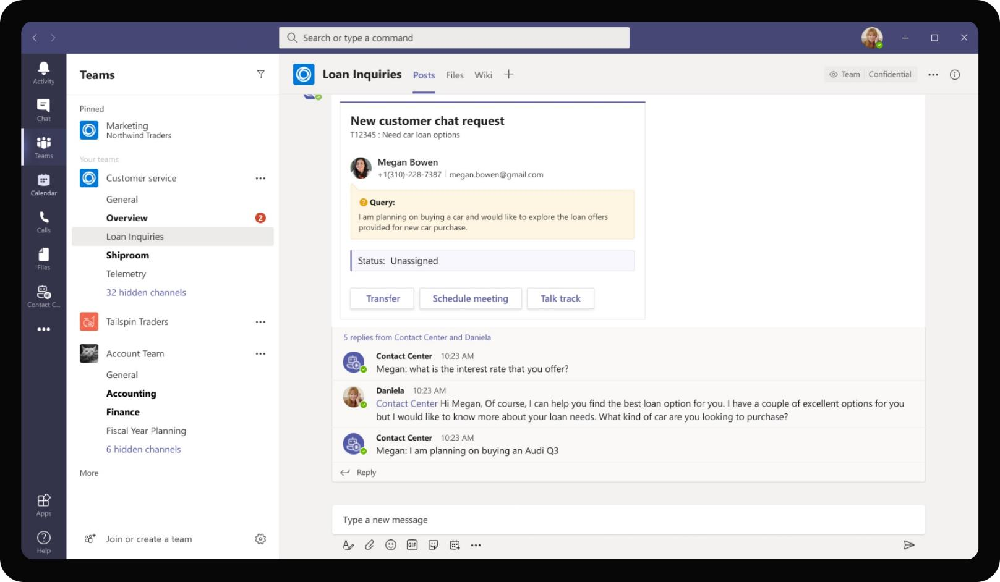 Search or type a command
Activity
Chat
Teams
Calendar
Calls
Files
Contact C...
Apps
Help
Teams
Pinned
Marketing
Northwind Traders
Your teams
Customer service
General
Overview 2
Loan Inquiries
Shiproom
Telemetry
32 hidden channels
Tailspin Traders
Account Team
General
Accounting
Finance
Fiscal Year Planning
6 hidden channels
More
Join or create a team
Loan Inquiries Posts Files Wiki
Team Confidential
New customer chat request
T12345 : Need car loan options
Megan Bowen
+1(310)-228-7387 megan.bowen@gmail.com
? Query:
I am planning on buying a car and would like to explore the loan offers
provided for new car purchase.
Status: Unassigned
Transfer Schedule meeting Talk track
5 replies from Contact Center and Daniela
Contact Center 10:23 AM
Megan: what is the interest rate that you offer?
Daniela 10:23 AM
Contact Center Hi Megan, Of course, I can help you find the best loan option for you. I have a couple of excellent options for you
but I would like to know more about your loan needs. What kind of car are you looking to purchase?
Contact Center 10:23 AM
Megan: I am planning on buying an Audi Q3
Reply
Type a new message
GIF